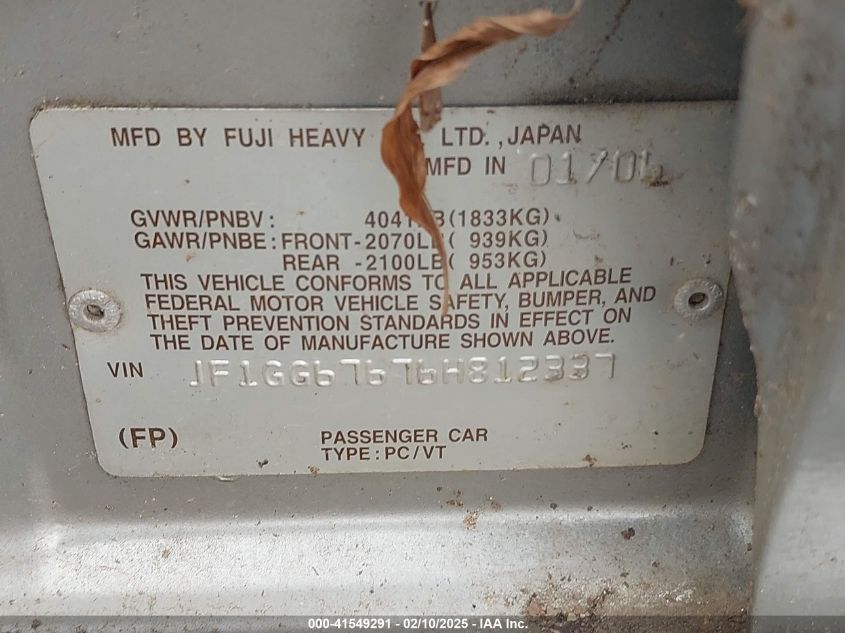 MFD BY FUJI HEAVY LTD., JAPAN
MFD IN 01/06
GVWR/PNBV: (1833KG)
GAWR/PNBE: FRONT-2070LB( 939KG)
REAR -2100LB( 953KG)
THIS VEHICLE CONFORMS TO ALL APPLICABLE
FEDERAL MOTOR VEHICLE SAFETY, BUMPER, AND
THEFT PREVENTION STANDARDS IN EFFECT ON
THE DATE OF MANUFACTURE SHOWN ABOVE.
VIN JF1GG67676H812337
(FP) PASSENGER CAR
TYPE: PC/VT
000-41549291 - 02/10/2025 - IAA Inc.